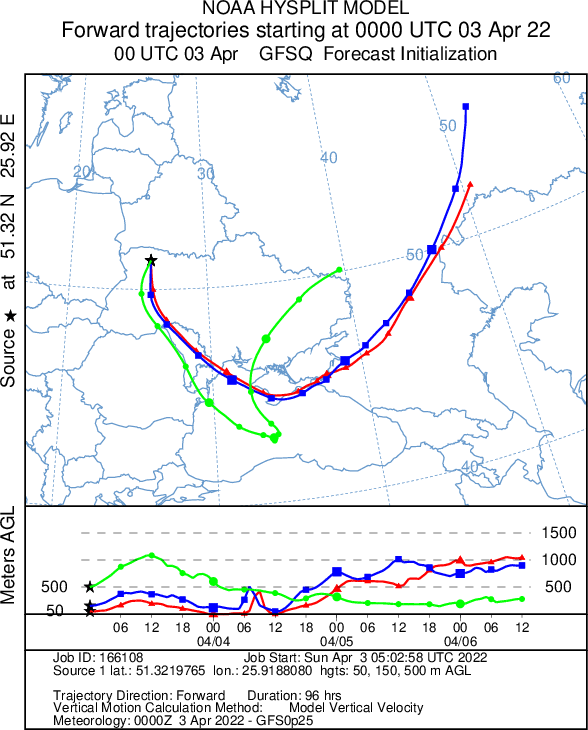 NOAA HYSPLIT MODEL
Forward trajectories starting at 0000 UTC 03 Apr 22
00 UTC 03 Apr GFSQ Forecast Initialization
Source ★ at 51.32 N 25.92 E
60
50
40
20
30
50
40
Meters AGL
1500
1000
500 500
50
06 12 18 00 06 12 18 00 06 12 18 00 06 12
04/04 04/05 04/06
Job ID: 166108 Job Start: Sun Apr 3 05:02:58 UTC 2022
Source 1 lat.: 51.3219765 lon.: 25.9188080 hgts: 50, 150, 500 m AGL
Trajectory Direction: Forward Duration: 96 hrs
Vertical Motion Calculation Method: Model Vertical Velocity
Meteorology: 0000Z 3 Apr 2022 - GFS0p25